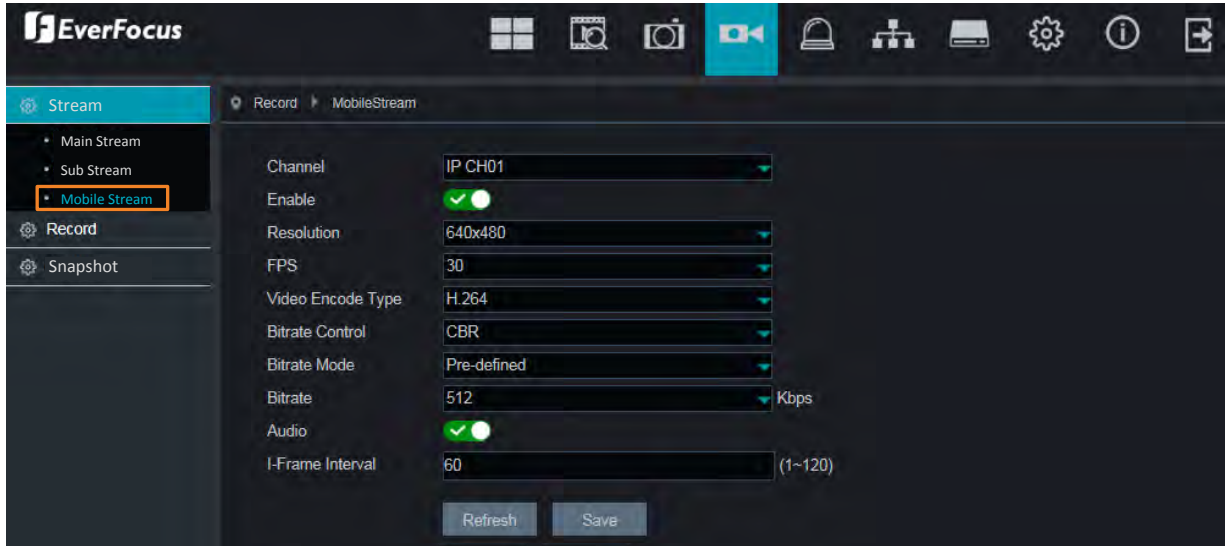 EverFocus
Stream
Record MobileStream
Main Stream
Sub Stream
Mobile Stream
Record
Snapshot
Channel IP CH01
Enable
Resolution 640x480
FPS 30
Video Encode Type H.264
Bitrate Control CBR
Bitrate Mode Pre-defined
Bitrate 512 Kbps
Audio
I-Frame Interval 60 (1~120)
Refresh Save